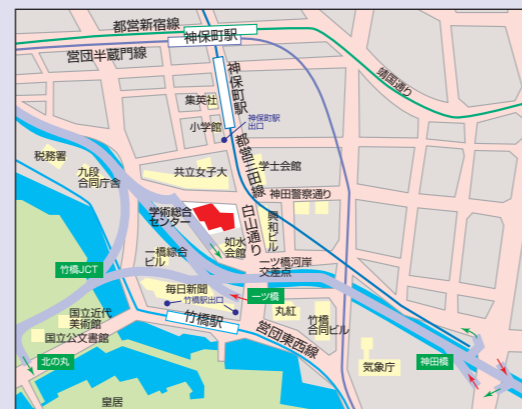 都営新宿線
神保町駅
営団半蔵門線
靖国通り
神保町駅
集英社
小学館
神保町駅
出口
都営三田線
税務署
九段
合同庁舎
共立女子大
学士会館
神田警察通り
学術総合
センター
白山通り
興和ビル
如水
会館
一橋綜合
ビル
一ツ橋河岸
交差点
竹橋JCT
毎日新聞
一ツ橋
竹橋駅出口
丸紅
竹橋
合同ビル
国立近代
美術館
竹橋駅
営団東西線
国立公文書館
北の丸
気象庁
神田橋
皇居